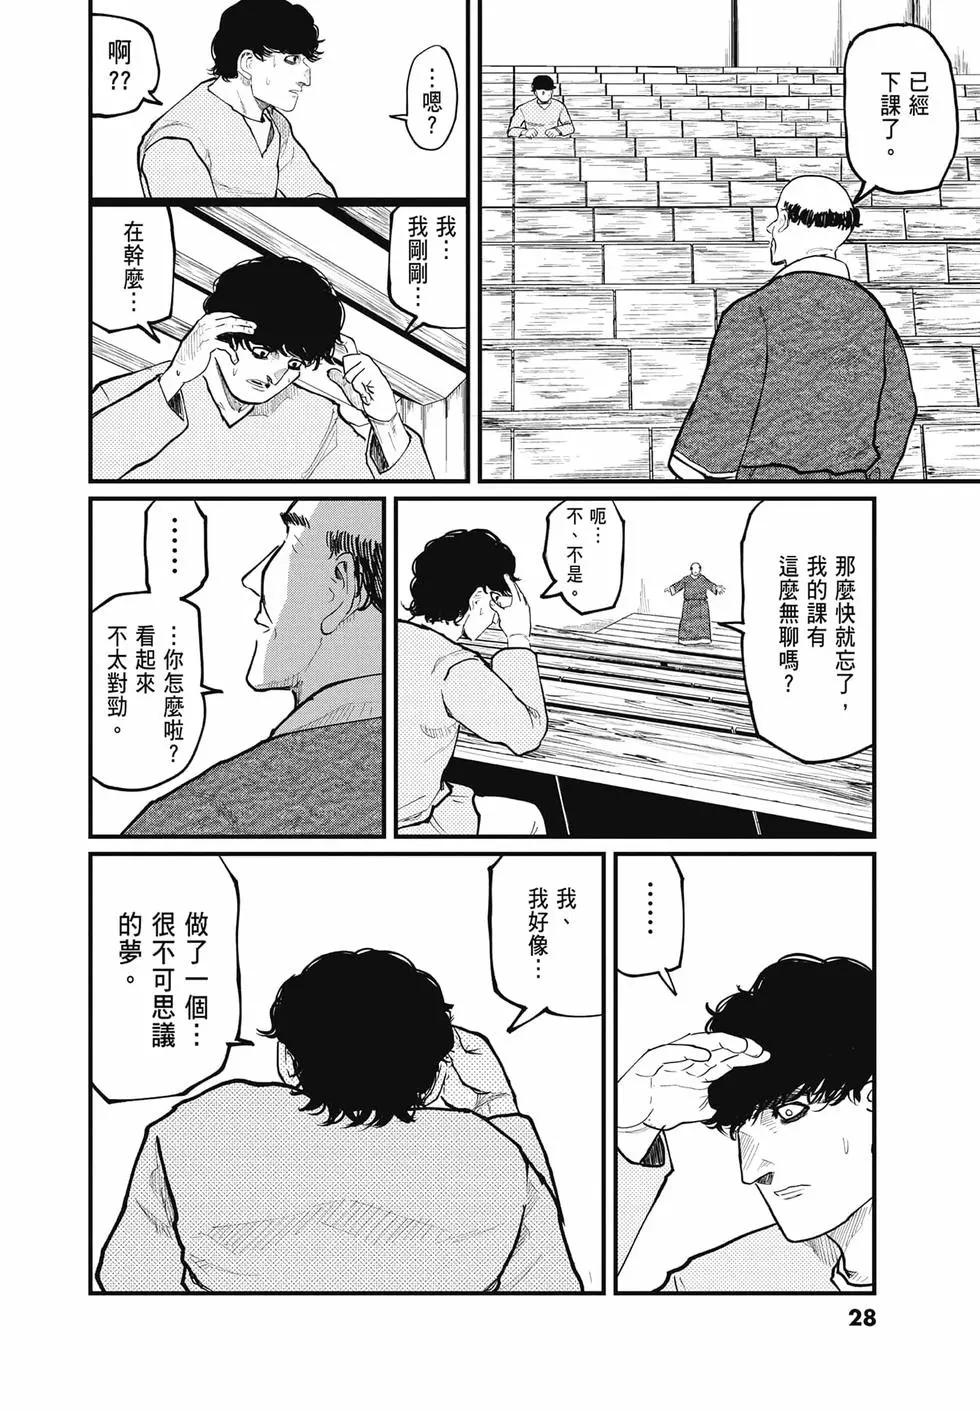 已經
下課了。
…嗯？
啊
??
我…
我剛剛…
在幹麼…
那麼快就忘了，
我的課有
這麼無聊嗎？
呃…
不、不是。
……
…你怎麼啦？
看起來
不太對勁。
……
我、
我好像…
做了一個…
很不可思議
的夢。
28